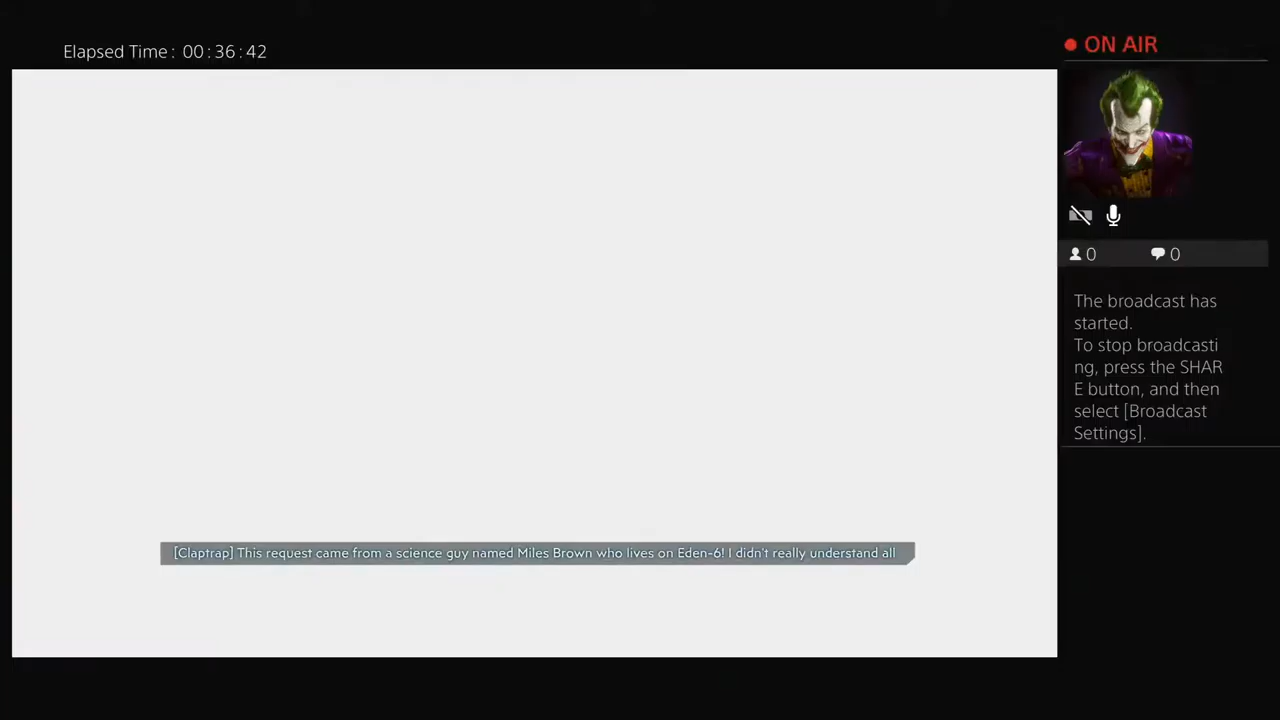 Elapsed Time: 00:36:42
ON AIR
0 0
The broadcast has
started.
To stop broadcasti
ng, press the SHAR
E button, and then
select [Broadcast
Settings].
[Claptrap] This request came from a science guy named Miles Brown who lives on Eden-6! I didn't really understand all